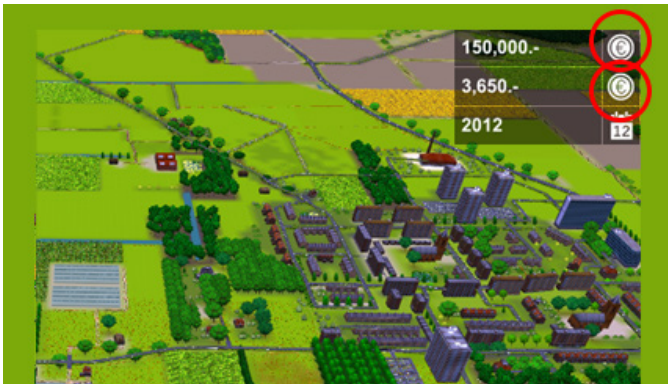 150,000.- €
3,650.- €
2012 12